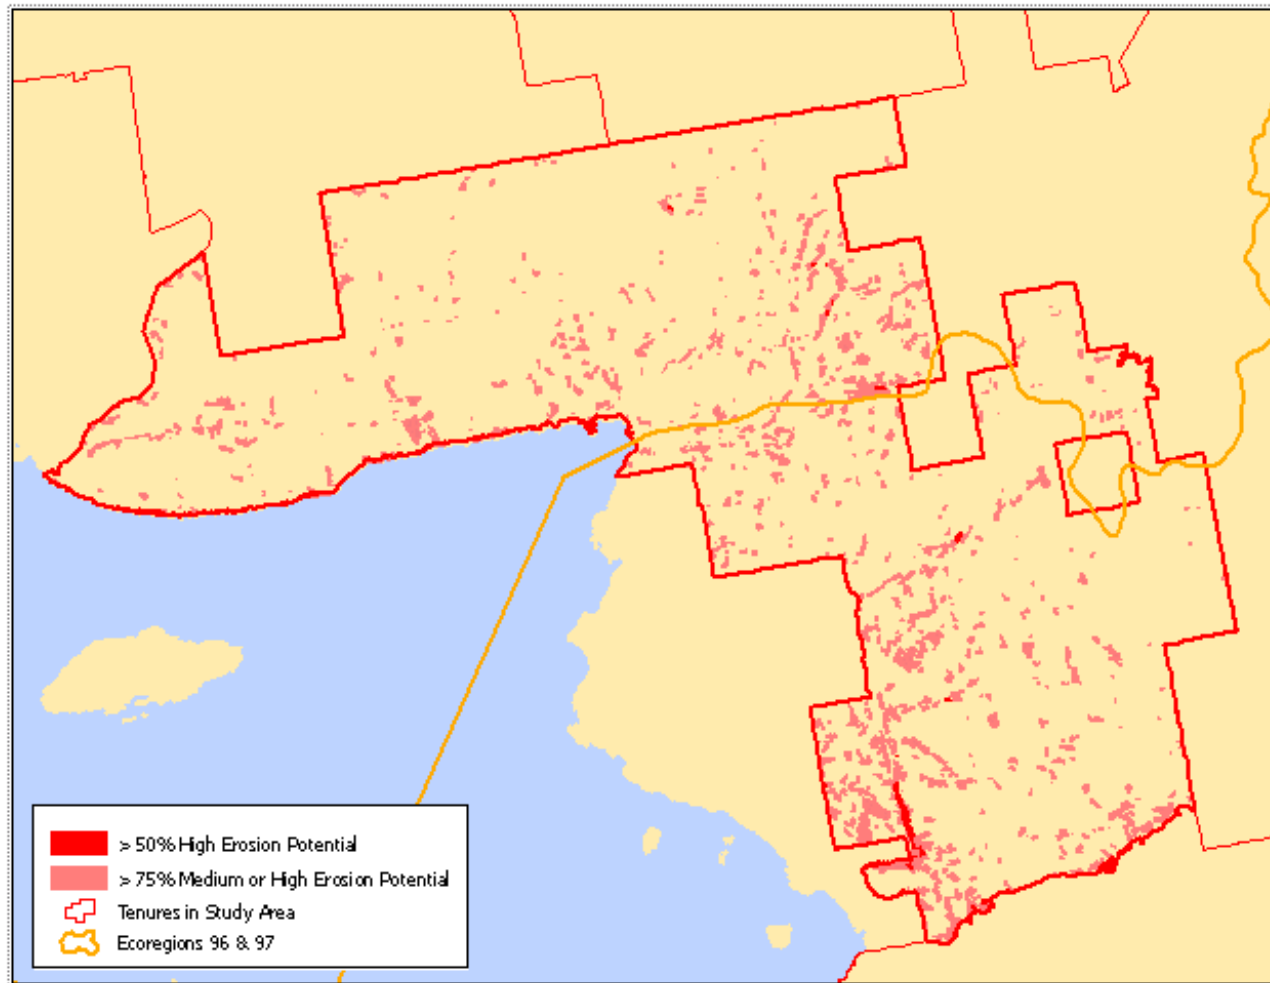 > 50% High Erosion Potential
> 75% Medium or High Erosion Potential
Tenures in Study Area
Ecoregions 96 & 97